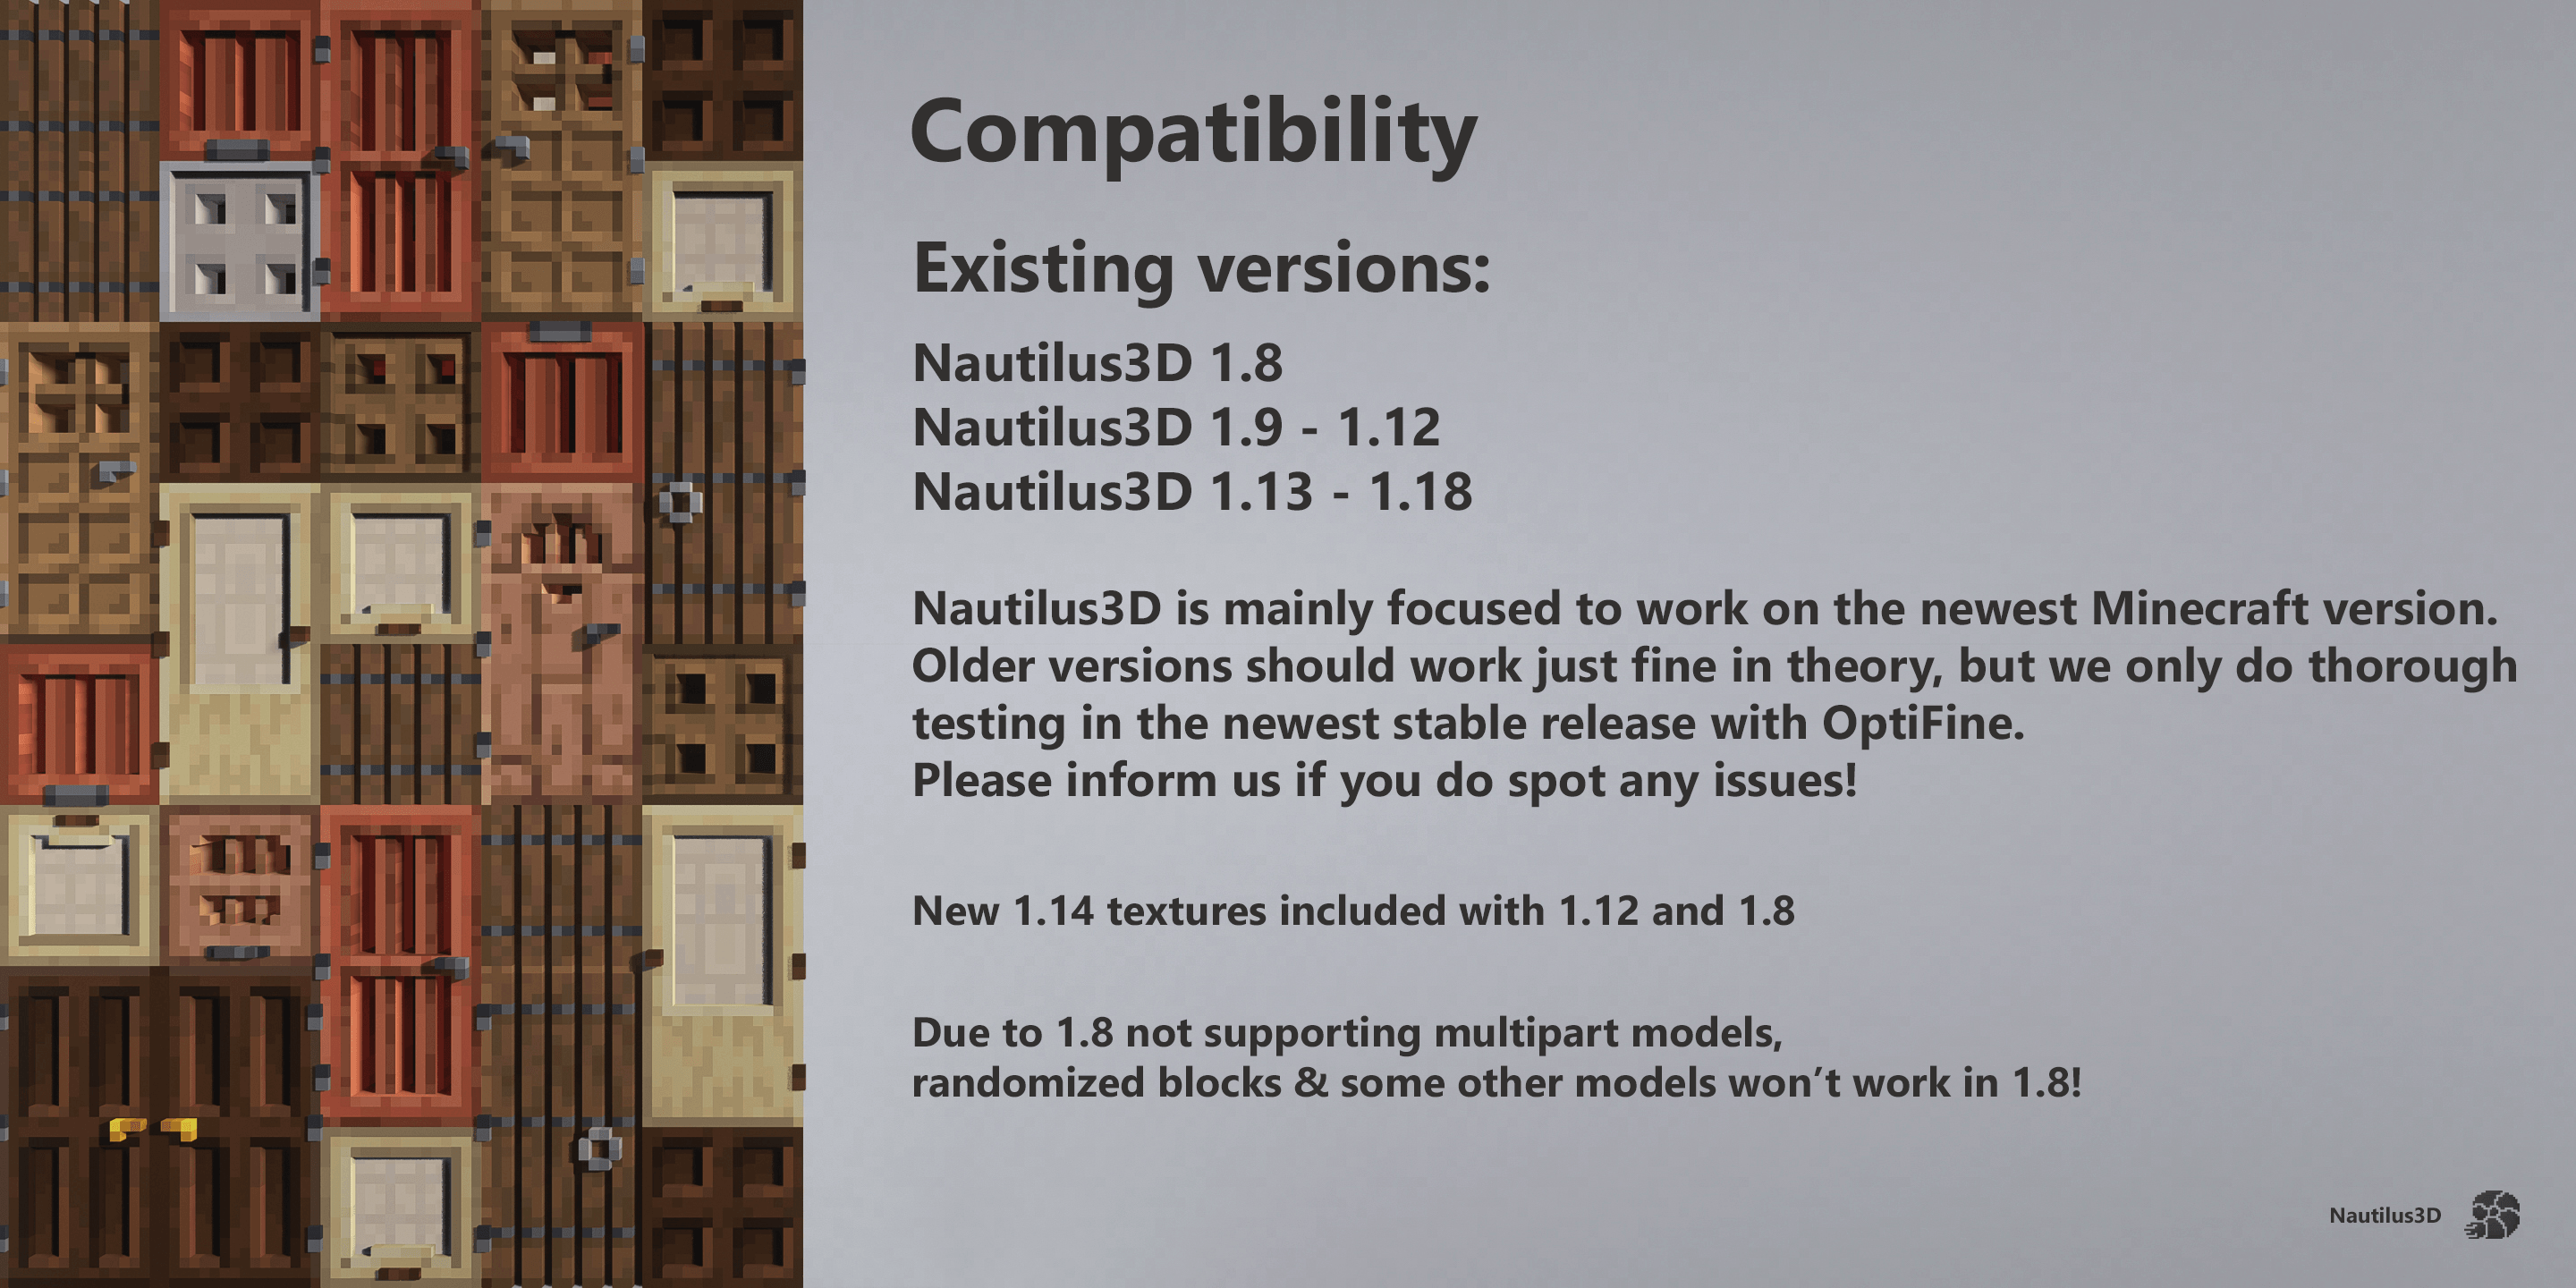 Compatibility
Existing versions:
Nautilus3D 1.8
Nautilus3D 1.9 - 1.12
Nautilus3D 1.13 - 1.18
Nautilus3D is mainly focused to work on the newest Minecraft version.
Older versions should work just fine in theory, but we only do thorough
testing in the newest stable release with OptiFine.
Please inform us if you do spot any issues!
New 1.14 textures included with 1.12 and 1.8
Due to 1.8 not supporting multipart models,
randomized blocks & some other models won’t work in 1.8!
Nautilus3D